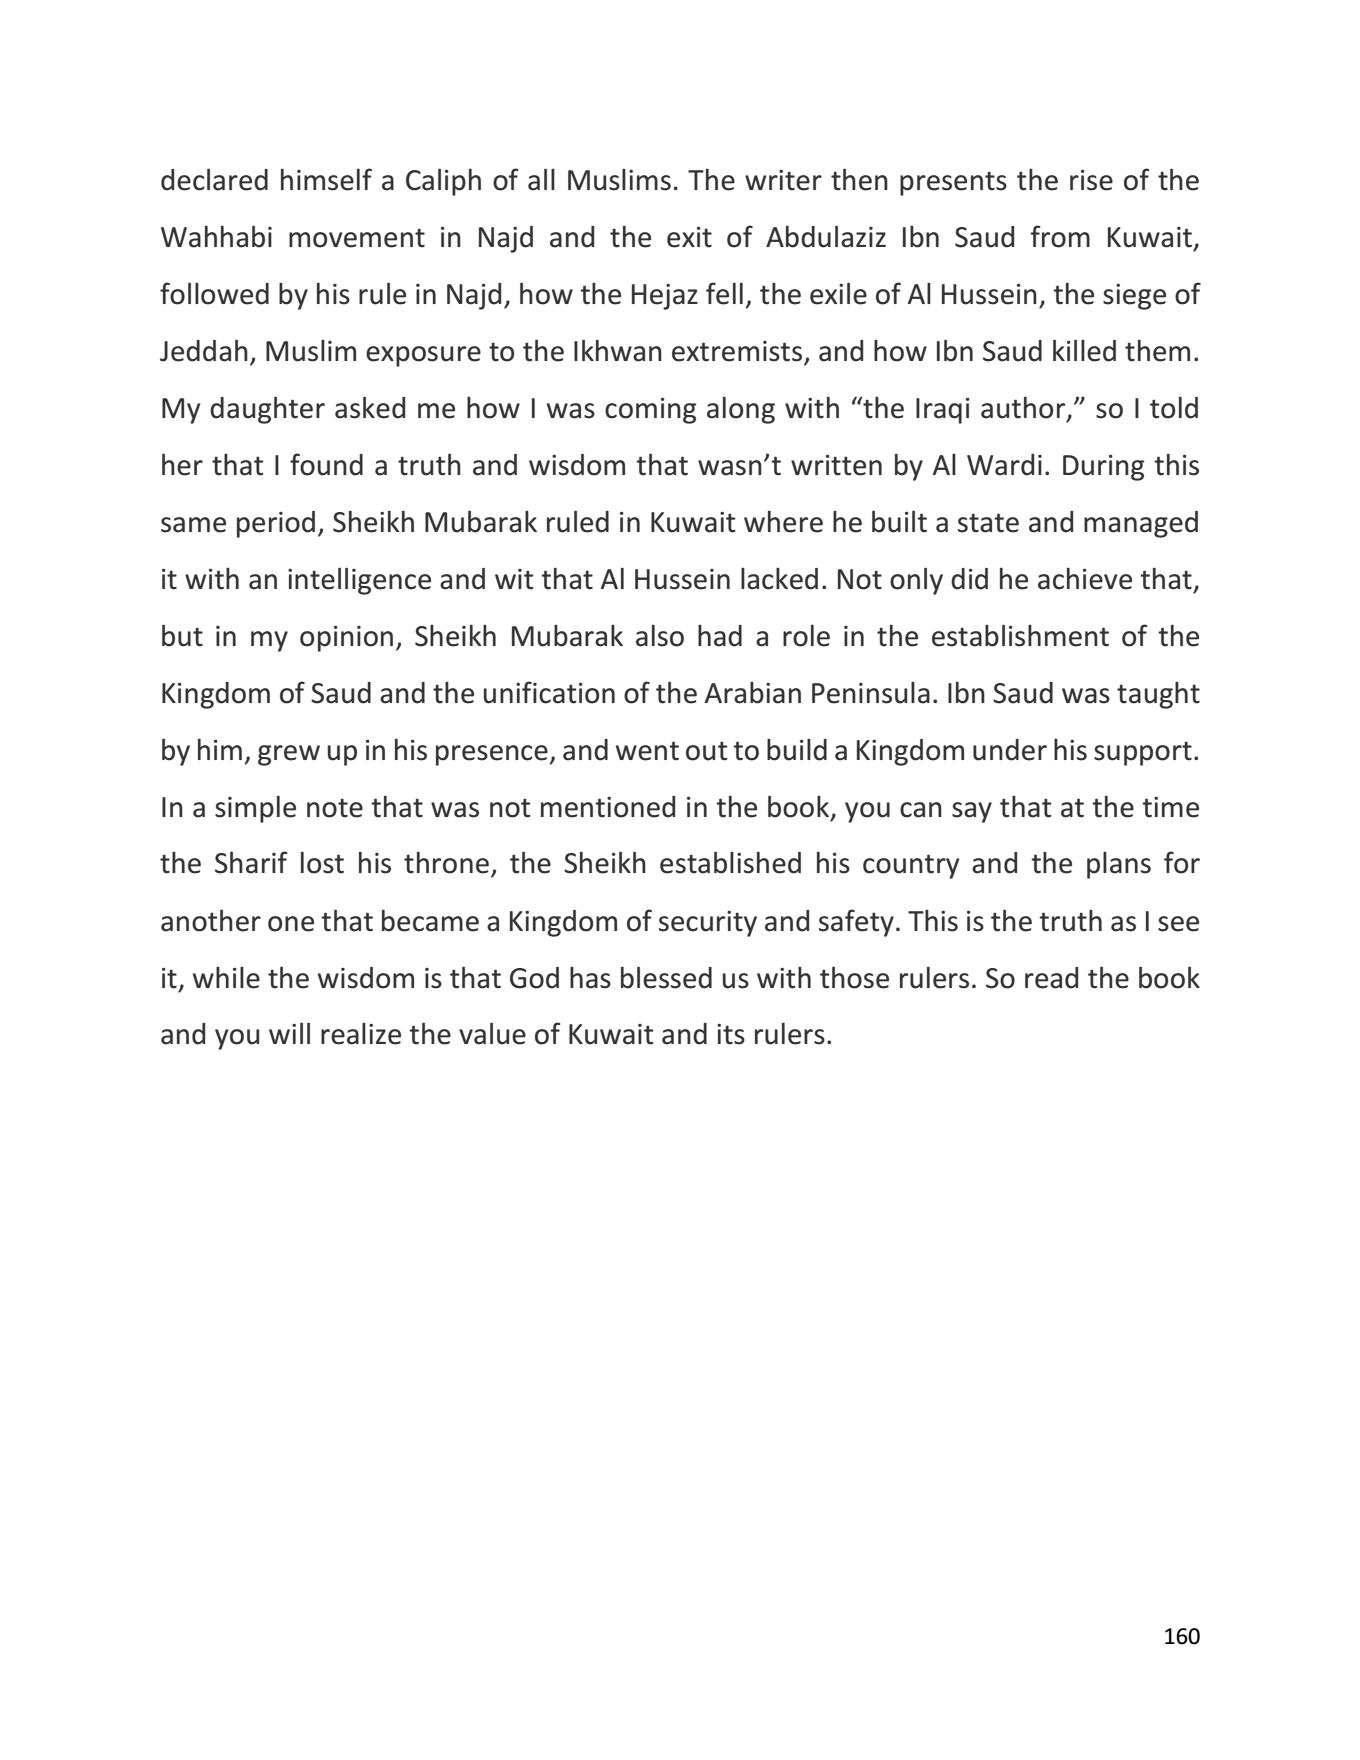 declared himself a Caliph of all Muslims. The writer then presents the rise of the
Wahhabi movement in Najd and the exit of Abdulaziz Ibn Saud from Kuwait,
followed by his rule in Najd, how the Hejaz fell, the exile of Al Hussein, the siege of
Jeddah, Muslim exposure to the Ikhwan extremists, and how Ibn Saud killed them.
My daughter asked me how I was coming along with “the Iraqi author,” so I told
her that I found a truth and wisdom that wasn’t written by Al Wardi. During this
same period, Sheikh Mubarak ruled in Kuwait where he built a state and managed
it with an intelligence and wit that Al Hussein lacked. Not only did he achieve that,
but in my opinion, Sheikh Mubarak also had a role in the establishment of the
Kingdom of Saud and the unification of the Arabian Peninsula. Ibn Saud was taught
by him, grew up in his presence, and went out to build a Kingdom under his support.
In a simple note that was not mentioned in the book, you can say that at the time
the Sharif lost his throne, the Sheikh established his country and the plans for
another one that became a Kingdom of security and safety. This is the truth as I see
it, while the wisdom is that God has blessed us with those rulers. So read the book
and you will realize the value of Kuwait and its rulers.
160